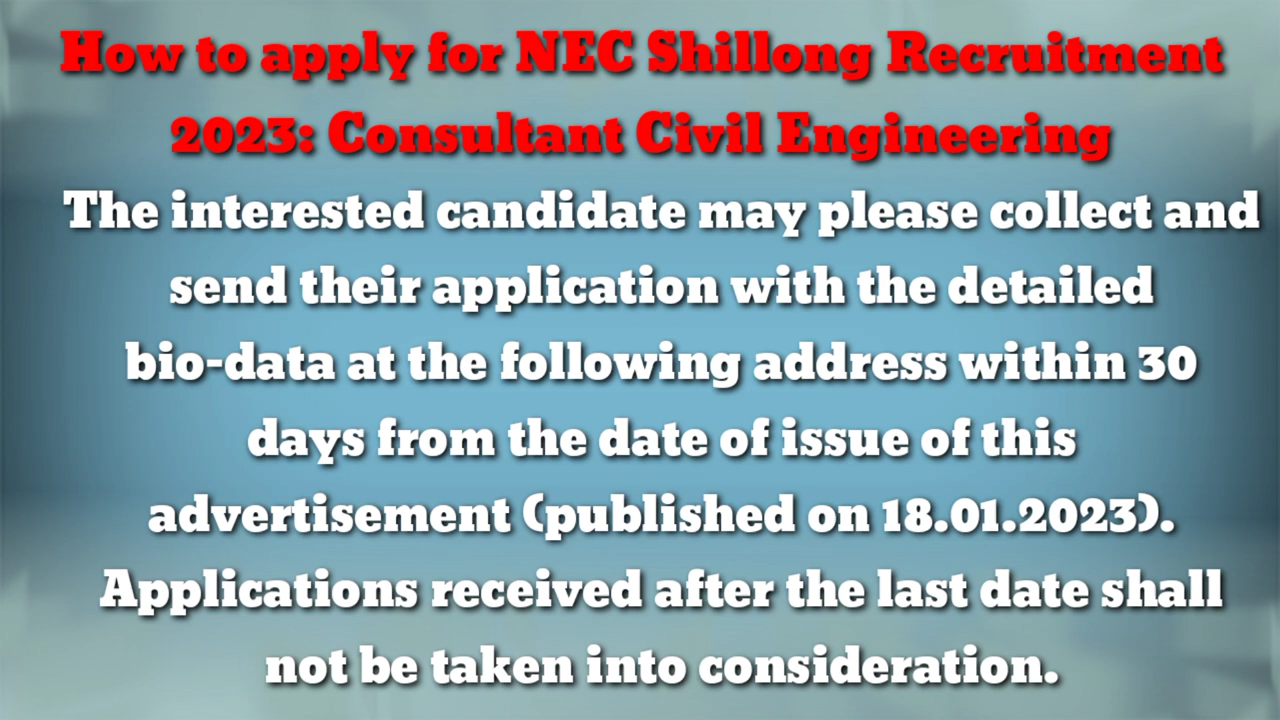 How to apply for NEC Shillong Recruitment
2023: Consultant Civil Engineering
The interested candidate may please collect and
send their application with the detailed
bio-data at the following address within 30
days from the date of issue of this
advertisement (published on 18.01.2023).
Applications received after the last date shall
not be taken into consideration.